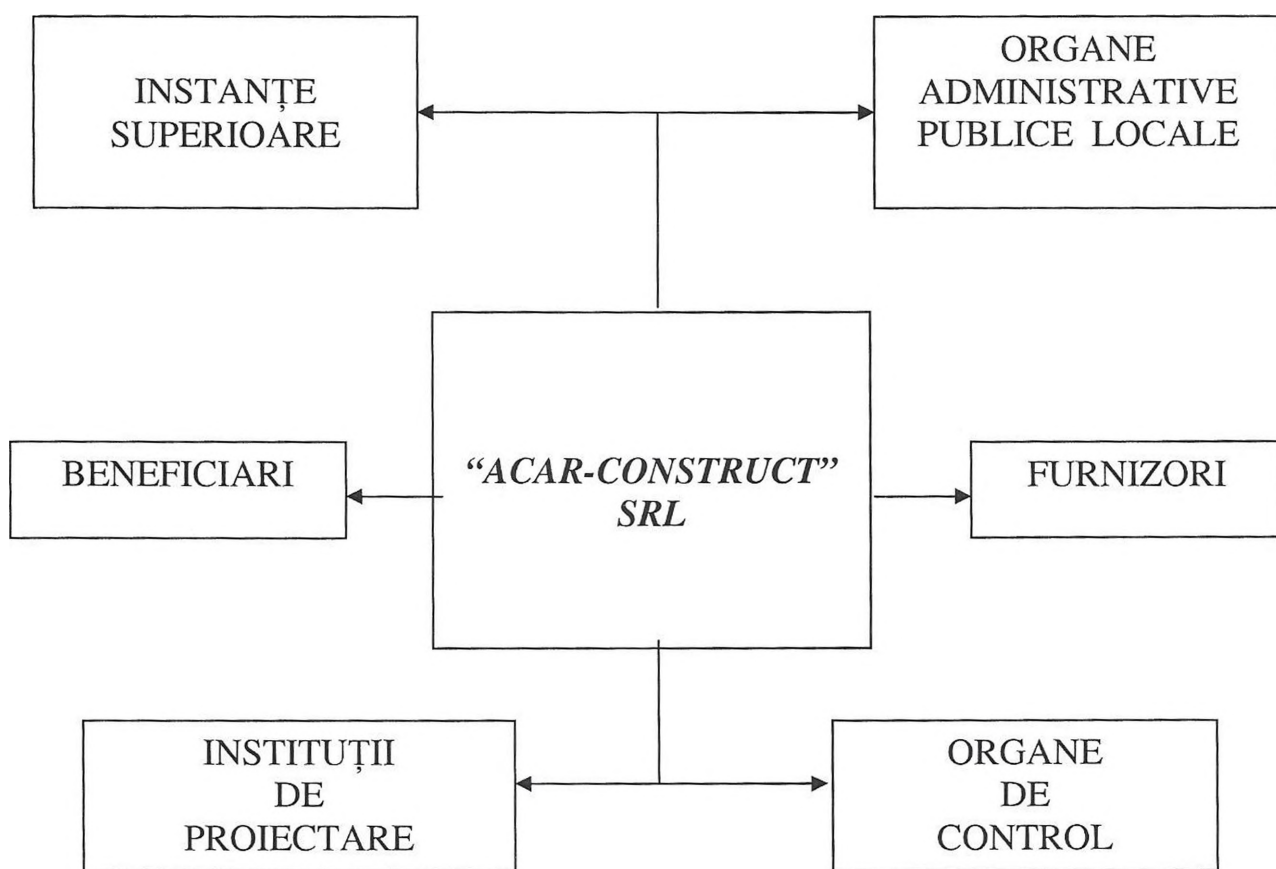 INSTANȚE
SUPERIOARE
ORGANE
ADMINISTRATIVE
PUBLICE LOCALE
BENEFICIARI
“ACAR-CONSTRUCT”
SRL
FURNIZORI
INSTITUȚII
DE
PROIECTARE
ORGANE
DE
CONTROL